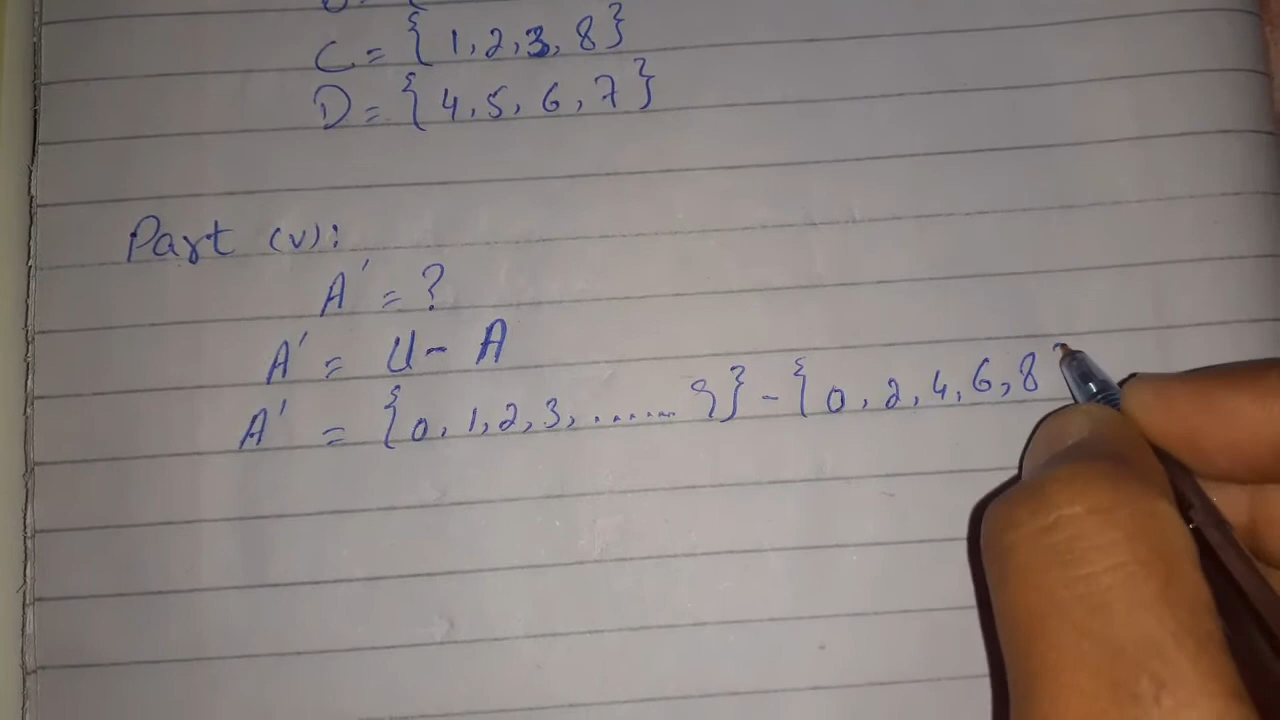 C = { 1, 2, 3, 8 }
D = { 4, 5, 6, 7 }
Part (v):
A' = ?
A' = U - A
A' = { 0, 1, 2, 3, ...... 9 } - { 0, 2, 4, 6, 8